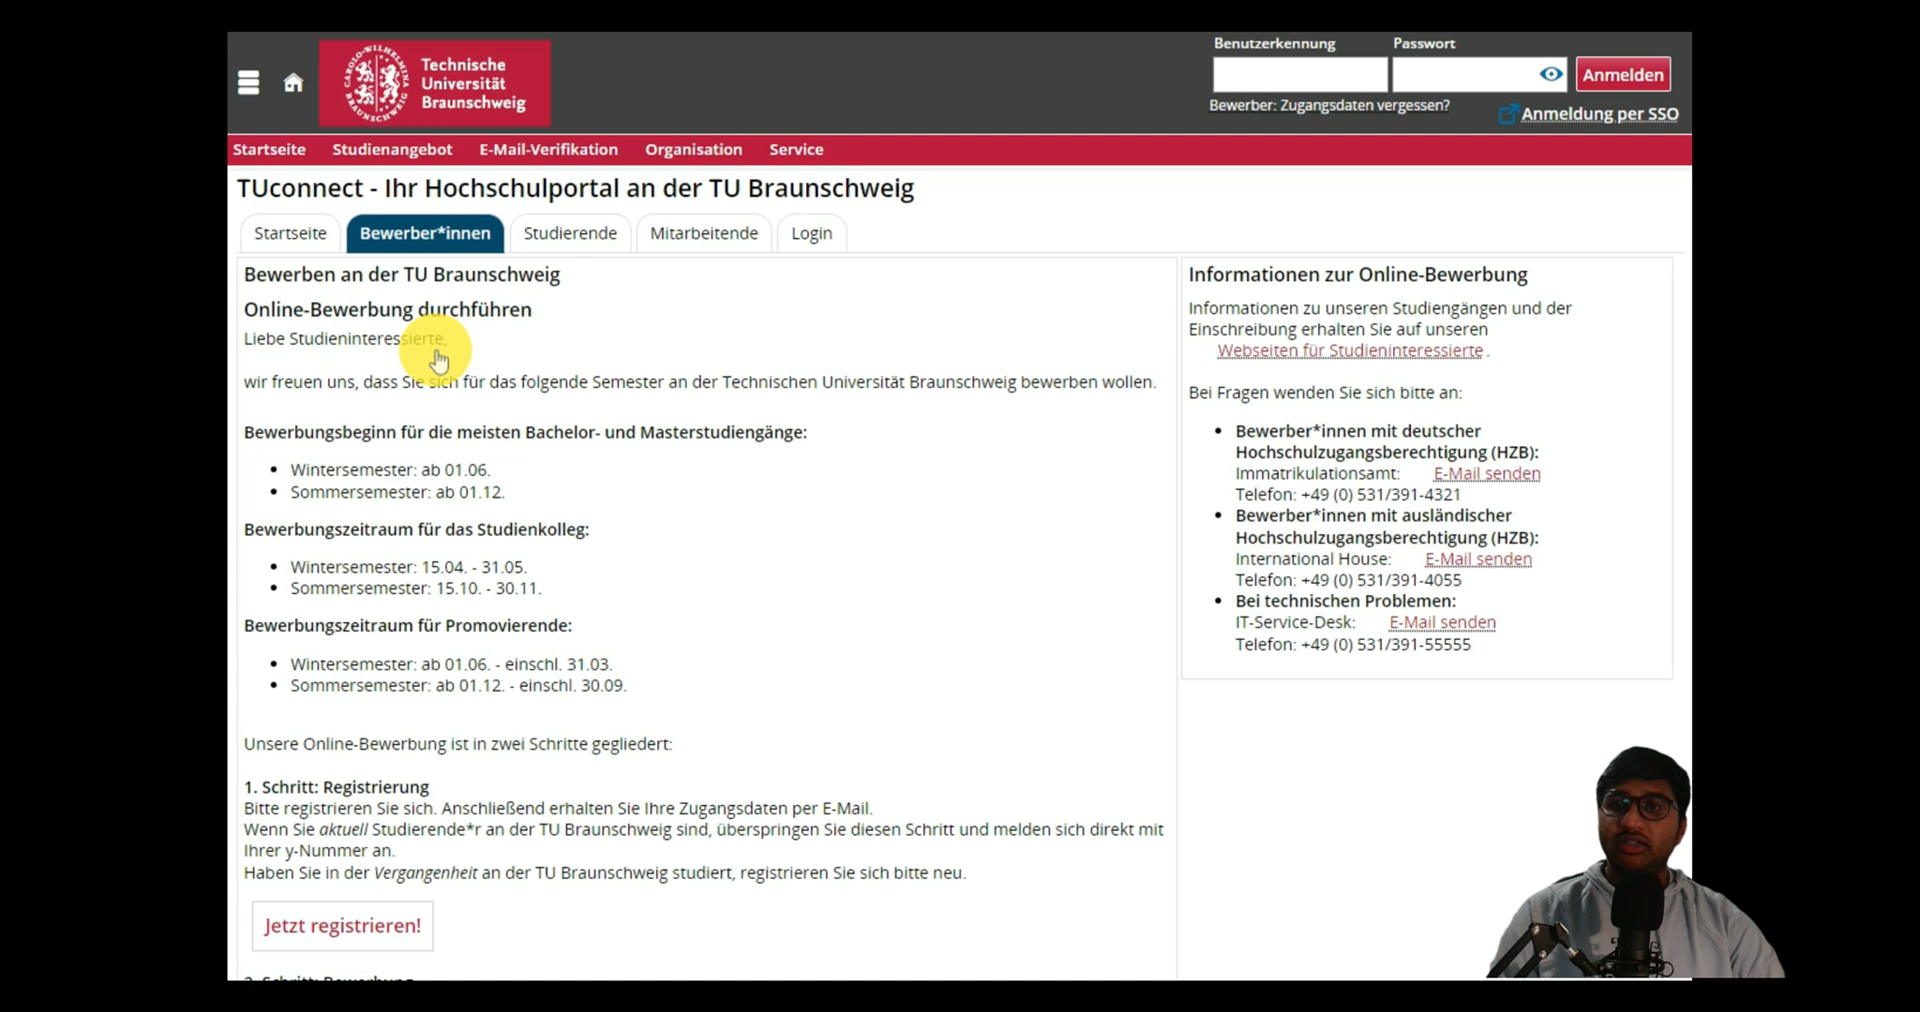 Benutzerkennung Passwort
Technische
Universität
Braunschweig
CAROLO-WILHELMINA
BRAUNSCHWEIG
Anmelden
Bewerber: Zugangsdaten vergessen?
Anmeldung per SSO
Startseite Studienangebot E-Mail-Verifikation Organisation Service
TUconnect - Ihr Hochschulportal an der TU Braunschweig
Startseite Bewerber*innen Studierende Mitarbeitende Login
Bewerben an der TU Braunschweig
Online-Bewerbung durchführen
Liebe Studieninteressierte,
wir freuen uns, dass Sie sich für das folgende Semester an der Technischen Universität Braunschweig bewerben wollen.
Bewerbungsbeginn für die meisten Bachelor- und Masterstudiengänge:
• Wintersemester: ab 01.06.
• Sommersemester: ab 01.12.
Bewerbungszeitraum für das Studienkolleg:
• Wintersemester: 15.04. - 31.05.
• Sommersemester: 15.10. - 30.11.
Bewerbungszeitraum für Promovierende:
• Wintersemester: ab 01.06. - einschl. 31.03.
• Sommersemester: ab 01.12. - einschl. 30.09.
Unsere Online-Bewerbung ist in zwei Schritte gegliedert:
1. Schritt: Registrierung
Bitte registrieren Sie sich. Anschließend erhalten Sie Ihre Zugangsdaten per E-Mail.
Wenn Sie aktuell Studierende*r an der TU Braunschweig sind, überspringen Sie diesen Schritt und melden sich direkt mit
Ihrer y-Nummer an.
Haben Sie in der Vergangenheit an der TU Braunschweig studiert, registrieren Sie sich bitte neu.
Jetzt registrieren!
2. Schritt: Bewerbung
Informationen zur Online-Bewerbung
Informationen zu unseren Studiengängen und der
Einschreibung erhalten Sie auf unseren
Webseiten für Studieninteressierte .
Bei Fragen wenden Sie sich bitte an:
• Bewerber*innen mit deutscher
Hochschulzugangsberechtigung (HZB):
Immatrikulationsamt: E-Mail senden
Telefon: +49 (0) 531/391-4321
• Bewerber*innen mit ausländischer
Hochschulzugangsberechtigung (HZB):
International House: E-Mail senden
Telefon: +49 (0) 531/391-4055
• Bei technischen Problemen:
IT-Service-Desk: E-Mail senden
Telefon: +49 (0) 531/391-55555